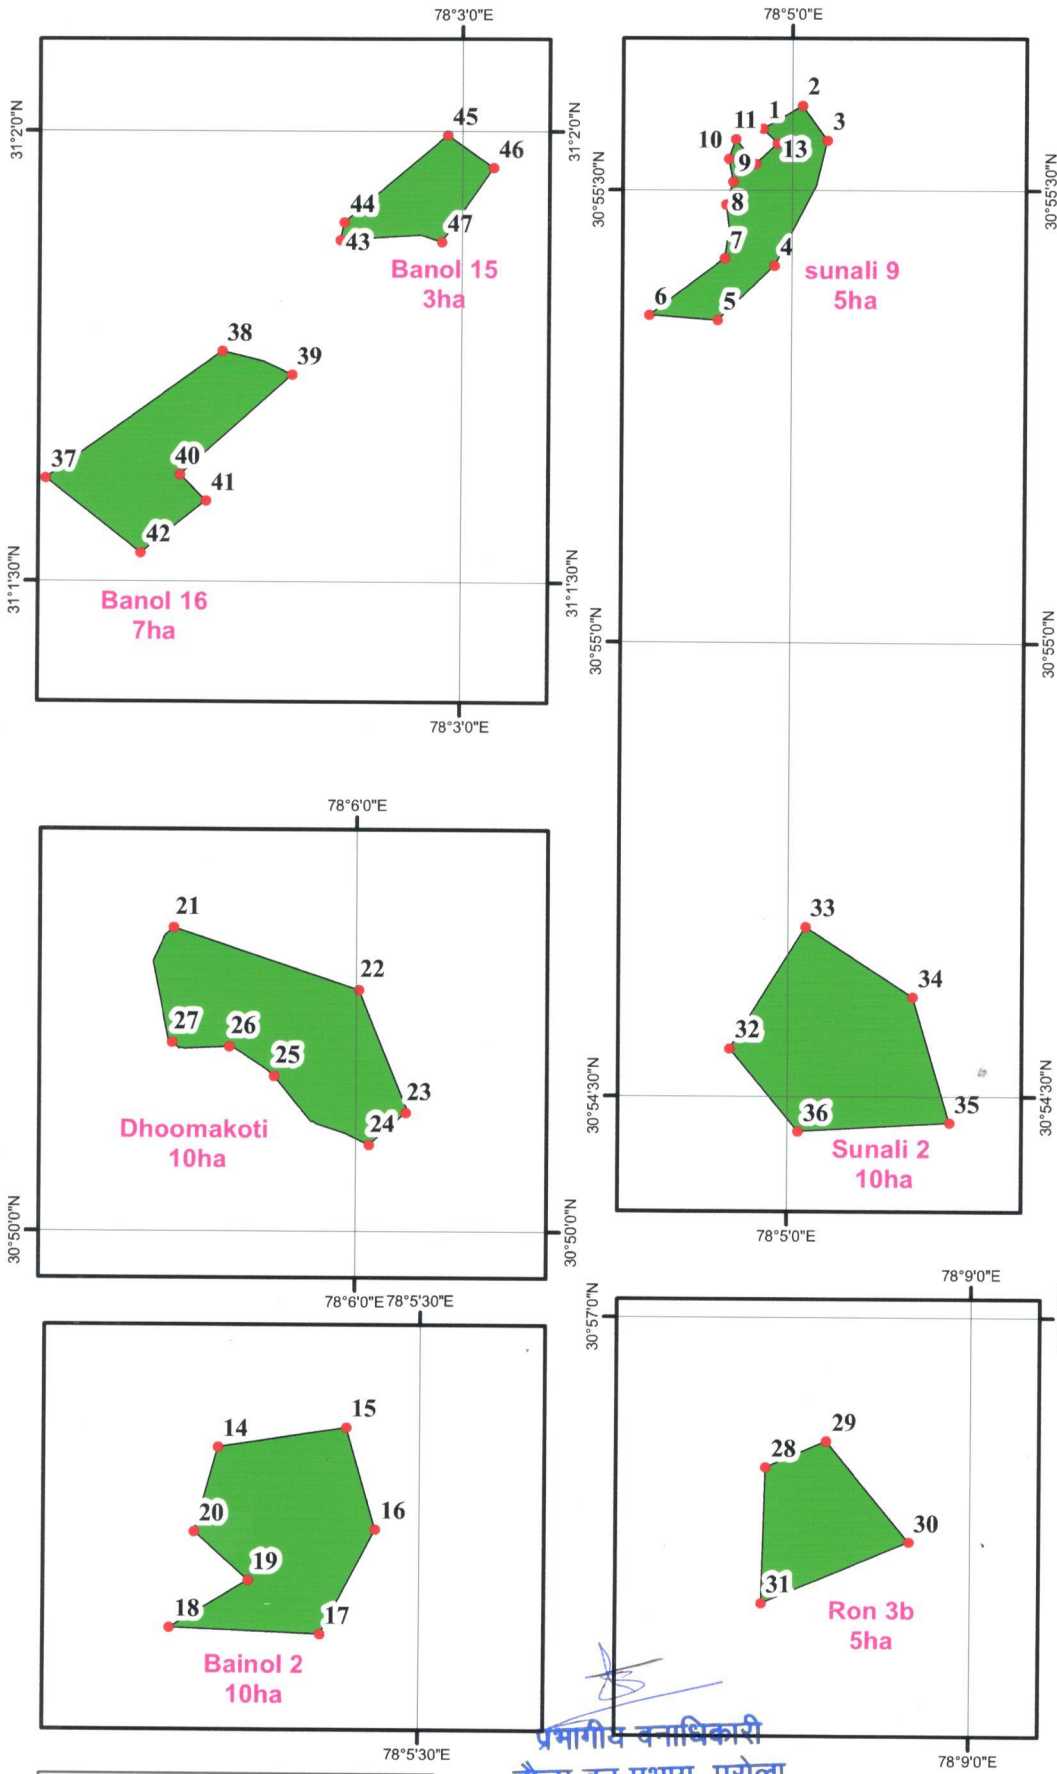 78°3'0"E
78°5'0"E
31°2'0"N
45
46
44
43
47
Banol 15
3ha
31°2'0"N
38
39
37
40
41
42
31°1'30"N
Banol 16
7ha
31°1'30"N
78°3'0"E
2
1
3
11
10
13
9
8
7
4
6
5
sunali 9
5ha
30°55'30"N
30°55'30"N
30°55'0"N
30°55'0"N
33
34
32
36
35
Sunali 2
10ha
30°54'30"N
30°54'30"N
78°5'0"E
78°6'0"E
21
22
27
26
25
23
24
Dhoomakoti
10ha
30°50'0"N
30°50'0"N
78°6'0"E
78°5'30"E
15
14
16
20
19
18
17
Bainol 2
10ha
78°5'30"E
78°9'0"E
30°57'0"N
29
28
30
31
Ron 3b
5ha
78°9'0"E
प्रभागीय वनाधिकारी